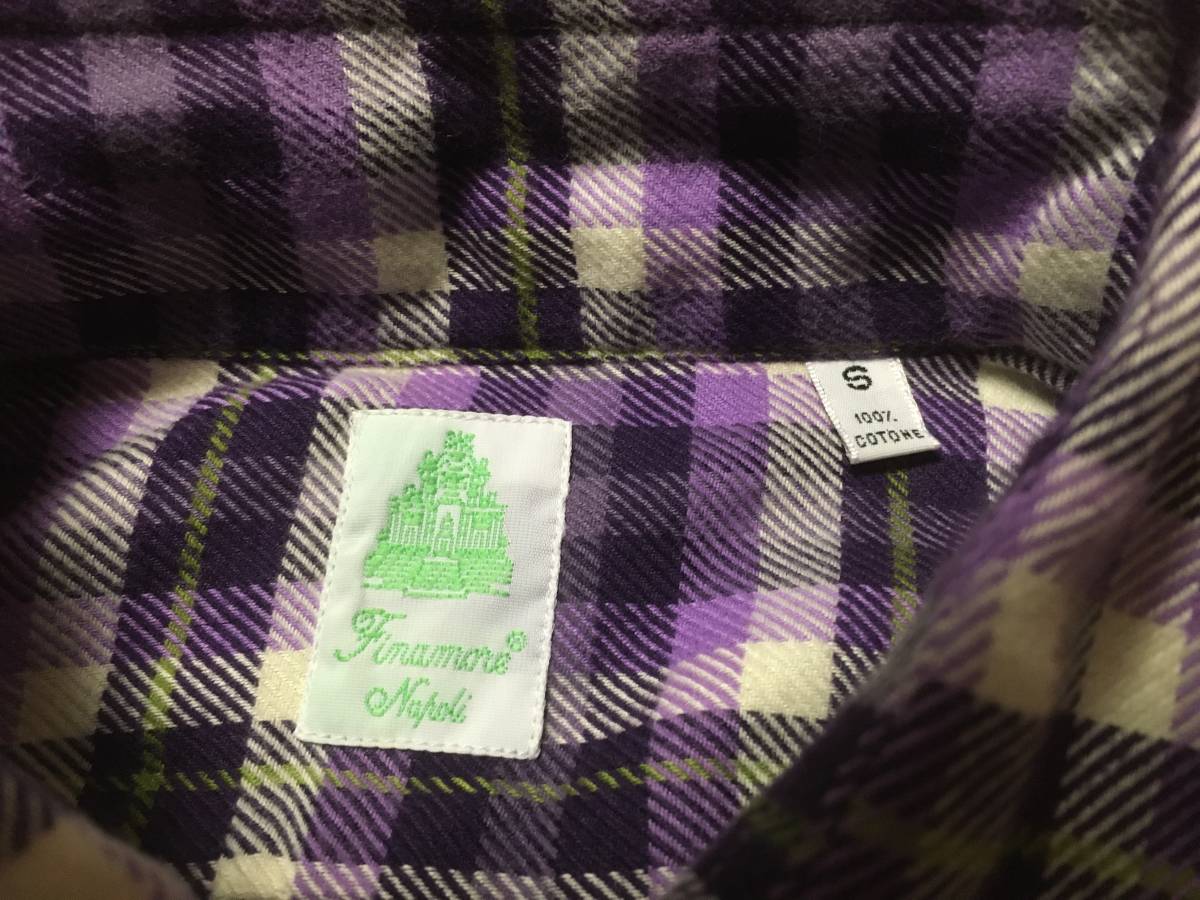 Finamore®
Napoli
S
100%
COTONE